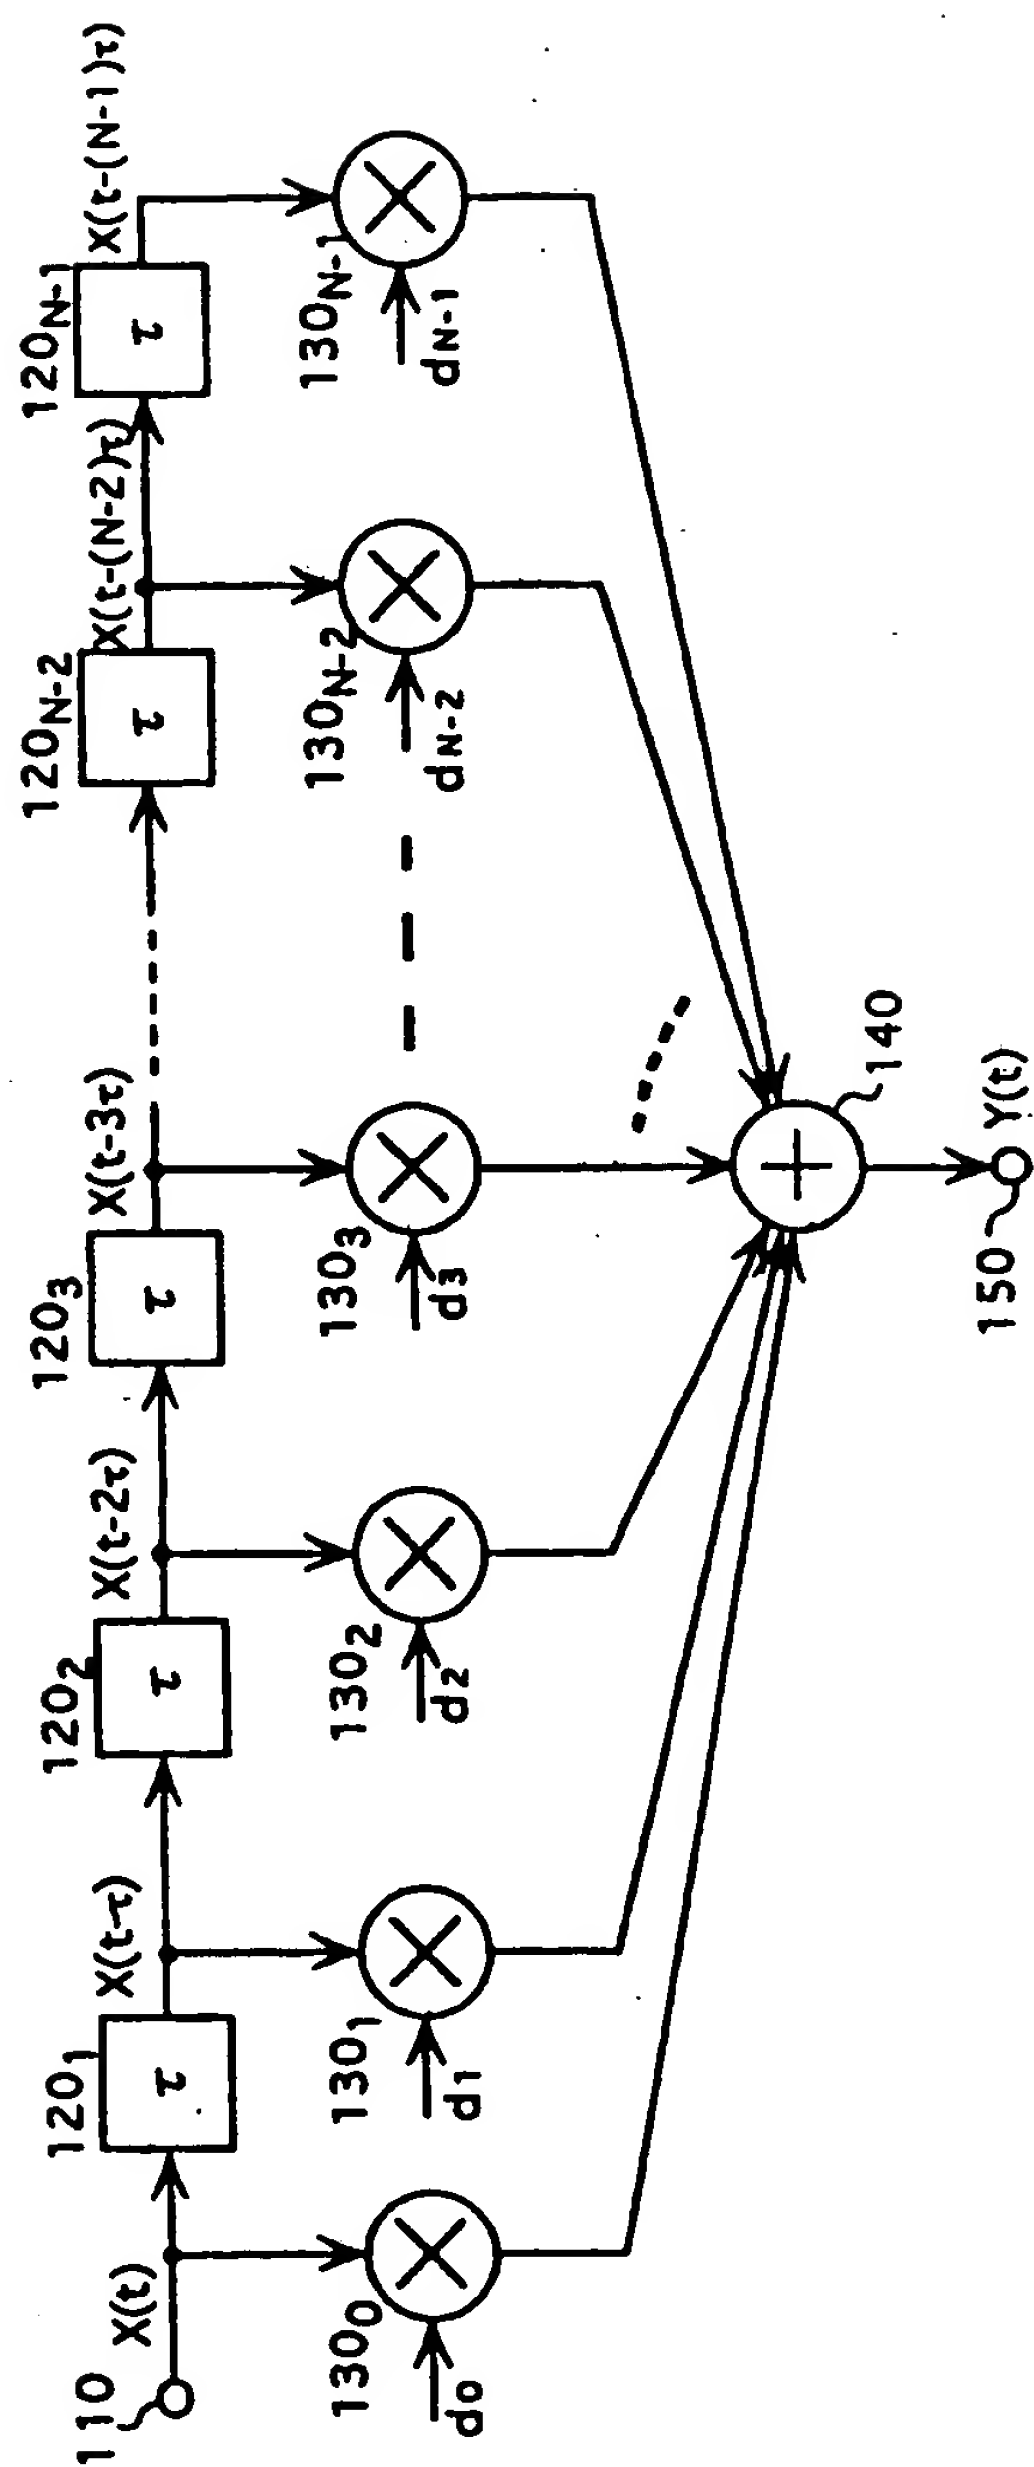 120₁ 120₂ 120₃ 120N-2 120N-1
110 X(t) X(t-τ) X(t-2τ) X(t-3τ) X(t-(N-2)τ) X(t-(N-1)τ)
τ τ τ τ τ
130₀ 130₁ 130₂ 130₃ 130N-2 130N-1
d0 d1 d2 d3 dN-2 dN-1
140
150 Y(t)